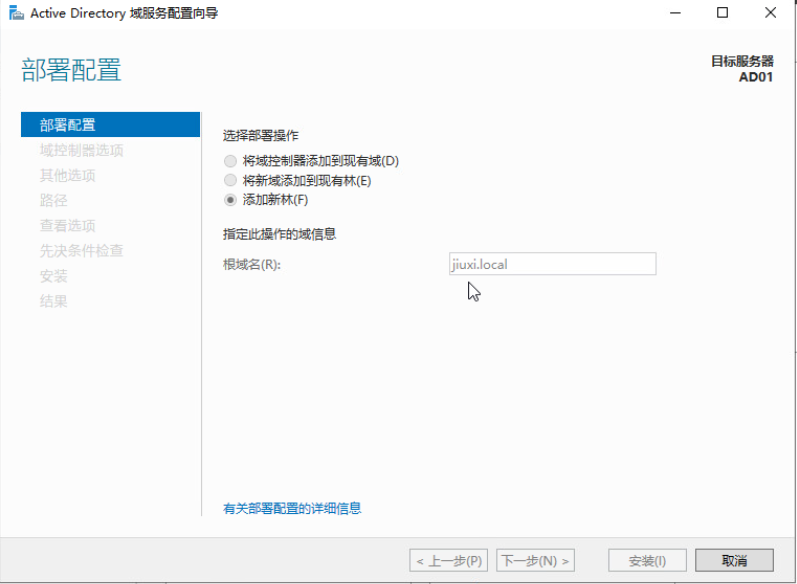 Active Directory 域服务配置向导
部署配置
目标服务器
AD01
部署配置
域控制器选项
其他选项
路径
查看选项
先决条件检查
安装
结果
选择部署操作
将域控制器添加到现有域(D)
将新域添加到现有林(E)
添加新林(F)
指定此操作的域信息
根域名(R):
jiuxi.local
有关部署配置的详细信息
< 上一步(P)
下一步(N) >
安装(I)
取消